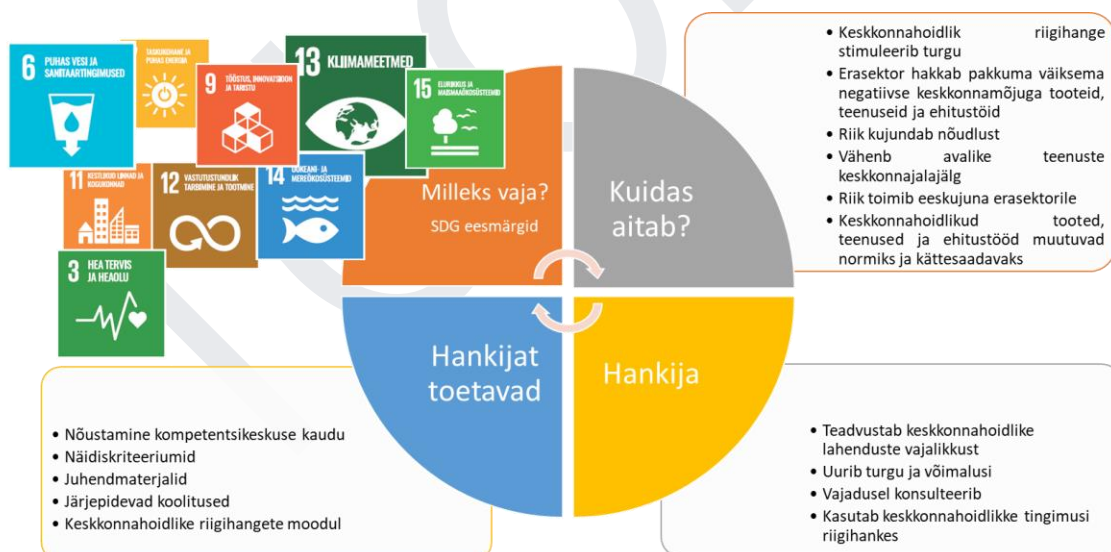 6 PUHAS VESI JA
SANITAARTINGIMUSED
TASKUKOHANE JA
PUHAS ENERGIA
9 TÖÖSTUS, INNOVATSIOON
JA TARISTU
13 KLIIMAMEETMED
15 ELURIKKUS JA
MAISMAAÖKOSÜSTEEMID
11 KESTLIKUD LINNAD JA
KOGUKONNAD
12 VASTUTUSTUNDLIK
TARBIMINE JA TOOTMINE
14 OOKEANI- JA
MEREÖKOSÜSTEEMID
3 HEA TERVIS
JA HEAOLU
Milleks vaja?
SDG eesmärgid
Kuidas
aitab?
• Keskkonnahoidlik riigihange
stimuleerib turgu
• Erasektor hakkab pakkuma väiksema
negatiivse keskkonnamõjuga tooteid,
teenuseid ja ehitustöid
• Riik kujundab nõudlust
• Vähenb avalike teenuste
keskkonnajalajälg
• Riik toimib eeskujuna erasektorile
• Keskkonnahoidlikud tooted,
teenused ja ehitustööd muutuvad
normiks ja kättesaadavaks
Hankijat
toetavad
Hankija
• Nõustamine kompetentsikeskuse kaudu
• Näidiskriteeriumid
• Juhendmaterjalid
• Järjepidevad koolitused
• Keskkonnahoidlike riigihangete moodul
• Teadvustab keskkonnahoidlike
lahenduste vajalikkust
• Uurib turgu ja võimalusi
• Vajadusel konsulteerib
• Kasutab keskkonnahoidlikke tingimusi
riigihankes